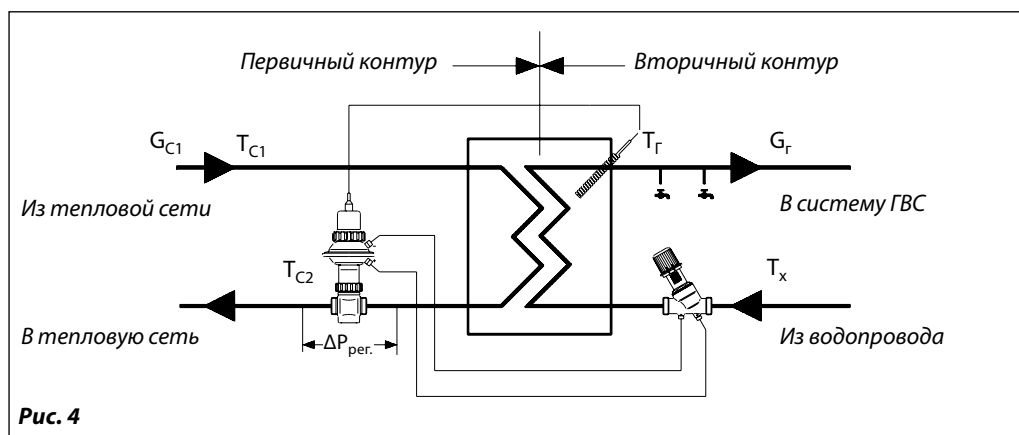 Первичный контур
Вторичный контур
G_C1
T_C1
T_Г
G_г
Из тепловой сети
В систему ГВС
T_C2
T_х
В тепловую сеть
ΔP_рег.
Из водопровода
Рис. 4